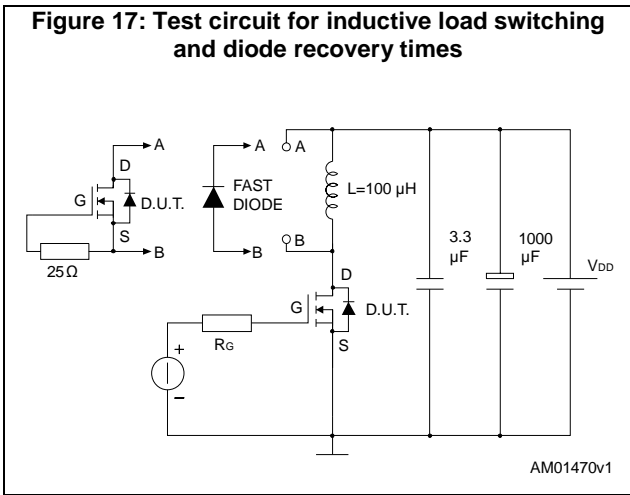 Figure 17: Test circuit for inductive load switching
and diode recovery times
A
D
G
D.U.T.
S
B
25Ω
A
FAST
DIODE
B
A
L=100 µH
B
D
G
D.U.T.
S
RG
+
−
3.3
µF
1000
µF
VDD
AM01470v1